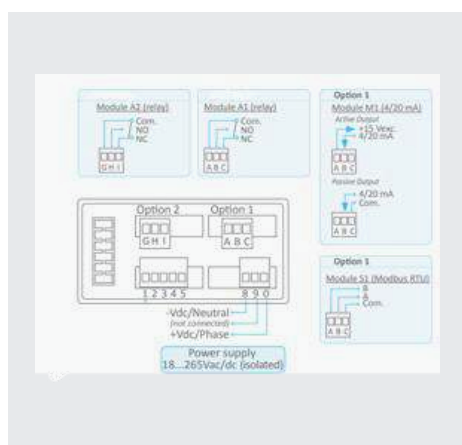 Module A2 (relay)
Com.
NO
NC
G H I
Module A1 (relay)
Com.
NO
NC
A B C
Option 1
Module M1 (4/20 mA)
Active Output
+15 Vexc.
4/20 mA
A B C
Passive Output
4/20 mA
Com.
A B C
Option 2
Option 1
G H I
A B C
1 2 3 4 5
8 9 0
-Vdc/Neutral
(not connected)
+Vdc/Phase
Power supply
18...265Vac/dc (isolated)
Option 1
Module S1 (Modbus RTU)
B
A
Com.
A B C